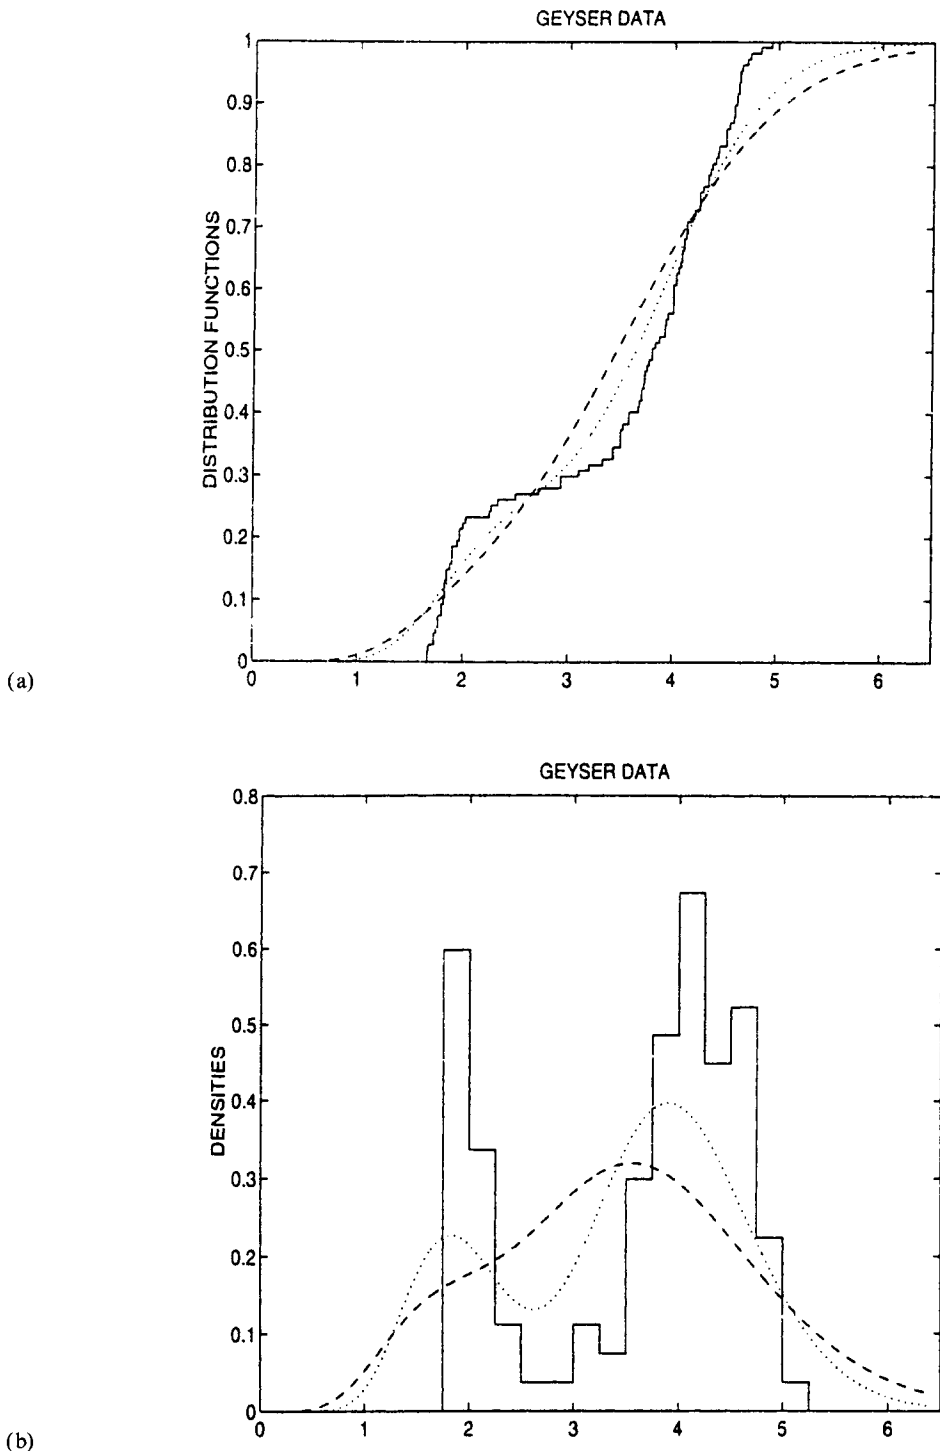 GEYSER DATA
1
0.9
0.8
0.7
0.6
0.5
0.4
0.3
0.2
0.1
0
DISTRIBUTION FUNCTIONS
0 1 2 3 4 5 6
(a)
GEYSER DATA
0.8
0.7
0.6
0.5
0.4
0.3
0.2
0.1
0
DENSITIES
0 1 2 3 4 5 6
(b)